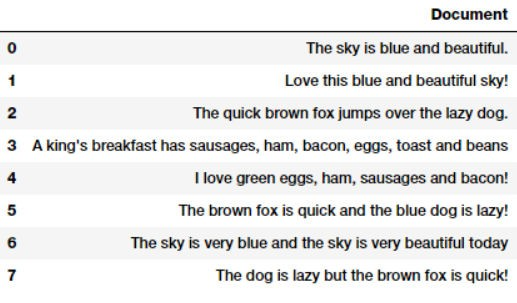 Document
0 The sky is blue and beautiful.
1 Love this blue and beautiful sky!
2 The quick brown fox jumps over the lazy dog.
3 A king's breakfast has sausages, ham, bacon, eggs, toast and beans
4 I love green eggs, ham, sausages and bacon!
5 The brown fox is quick and the blue dog is lazy!
6 The sky is very blue and the sky is very beautiful today
7 The dog is lazy but the brown fox is quick!